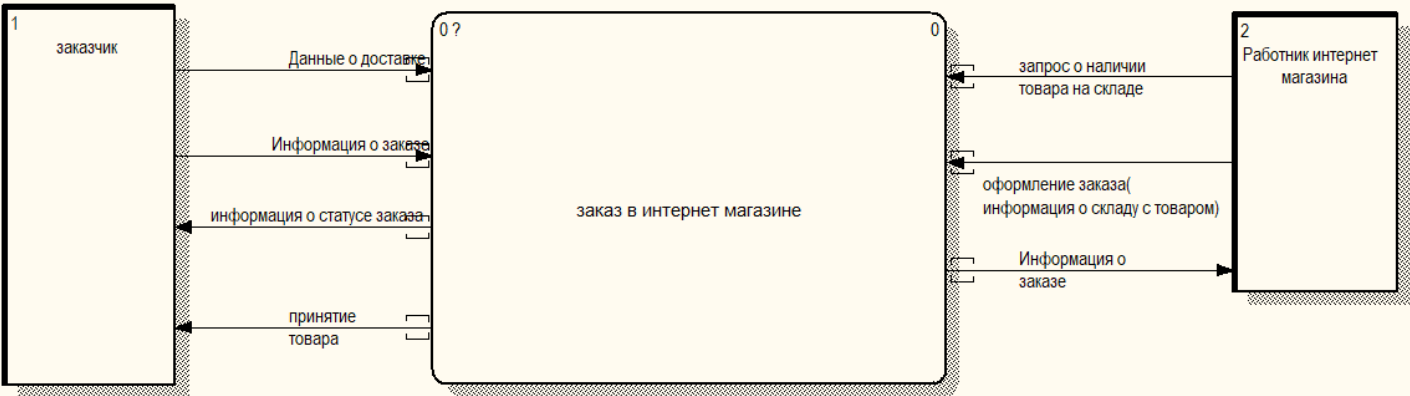 1
заказчик
Данные о доставке
Информация о заказе
информация о статусе заказа
принятие
товара
0 ?
0
заказ в интернет магазине
запрос о наличии
товара на складе
оформление заказа(
информация о складу с товаром)
Информация о
заказе
2
Работник интернет
магазина